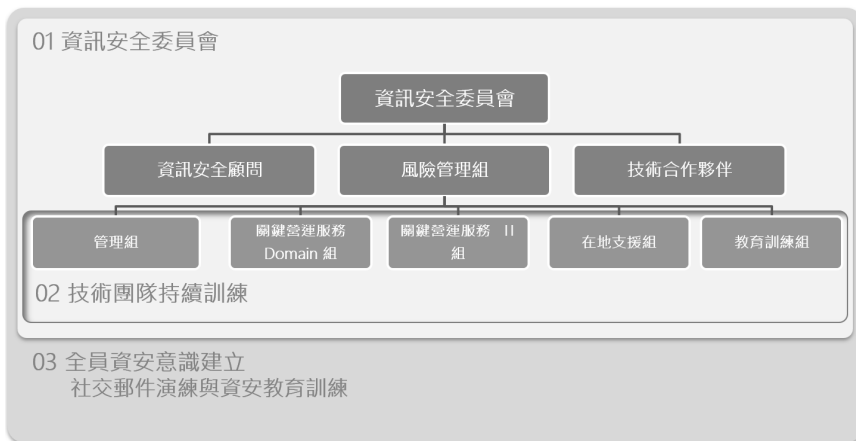 01 資訊安全委員會
資訊安全委員會
資訊安全顧問
風險管理組
技術合作夥伴
管理組
關鍵營運服務
Domain 組
關鍵營運服務 II
組
在地支援組
教育訓練組
02 技術團隊持續訓練
03 全員資安意識建立
社交郵件演練與資安教育訓練